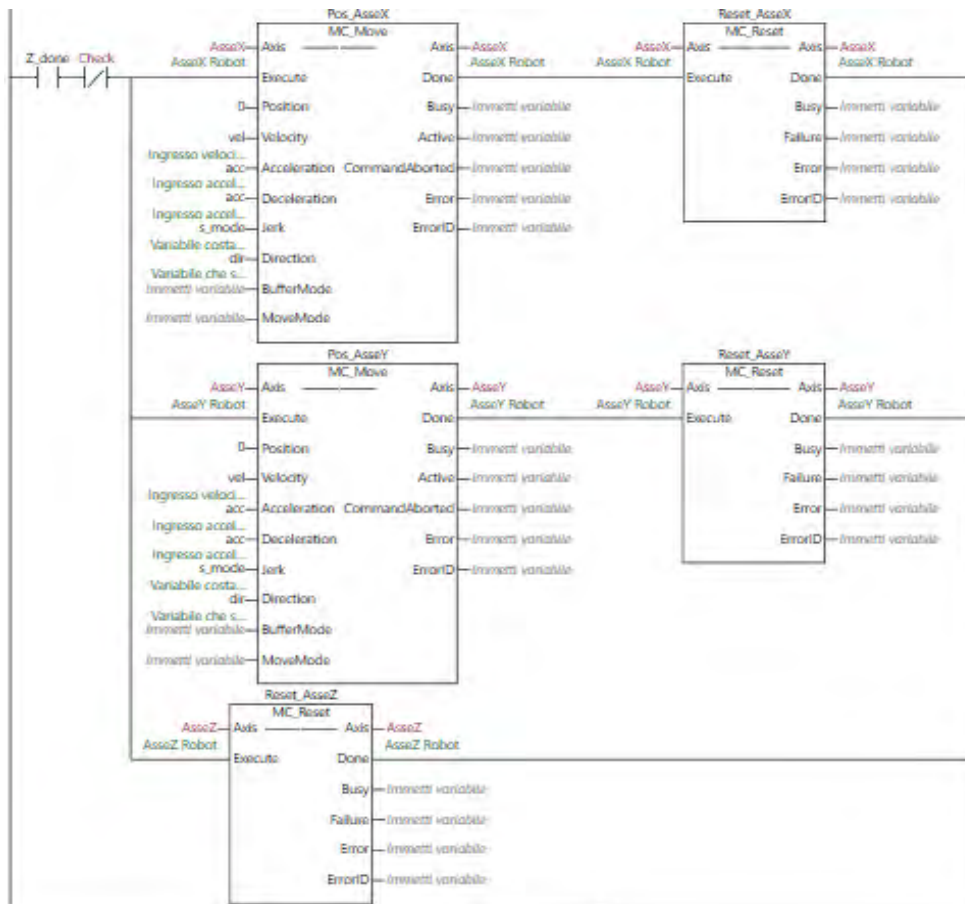 Pos_AsseX
MC_Move
AsseX Axis Axis AsseX
AsseX Robot AsseX Robot
Execute Done
0 Position Busy Immetti variabile
vel Velocity Active Immetti variabile
Ingresso veloci...
acc Acceleration CommandAborted Immetti variabile
Ingresso accel...
acc Deceleration Error Immetti variabile
Ingresso accel...
s_mode Jerk ErrorID Immetti variabile
Variabile costa...
dir Direction
Variabile che s...
Immetti variabile BufferMode
Immetti variabile MoveMode
Z_done Check
Reset_AsseX
MC_Reset
AsseX Axis Axis AsseX
AsseX Robot AsseX Robot
Execute Done
Busy Immetti variabile
Failure Immetti variabile
Error Immetti variabile
ErrorID Immetti variabile
Pos_AsseY
MC_Move
AsseY Axis Axis AsseY
AsseY Robot AsseY Robot
Execute Done
0 Position Busy Immetti variabile
vel Velocity Active Immetti variabile
Ingresso veloci...
acc Acceleration CommandAborted Immetti variabile
Ingresso accel...
acc Deceleration Error Immetti variabile
Ingresso accel...
s_mode Jerk ErrorID Immetti variabile
Variabile costa...
dir Direction
Variabile che s...
Immetti variabile BufferMode
Immetti variabile MoveMode
Reset_AsseY
MC_Reset
AsseY Axis Axis AsseY
AsseY Robot AsseY Robot
Execute Done
Busy Immetti variabile
Failure Immetti variabile
Error Immetti variabile
ErrorID Immetti variabile
Reset_AsseZ
MC_Reset
AsseZ Axis Axis AsseZ
AsseZ Robot AsseZ Robot
Execute Done
Busy Immetti variabile
Failure Immetti variabile
Error Immetti variabile
ErrorID Immetti variabile